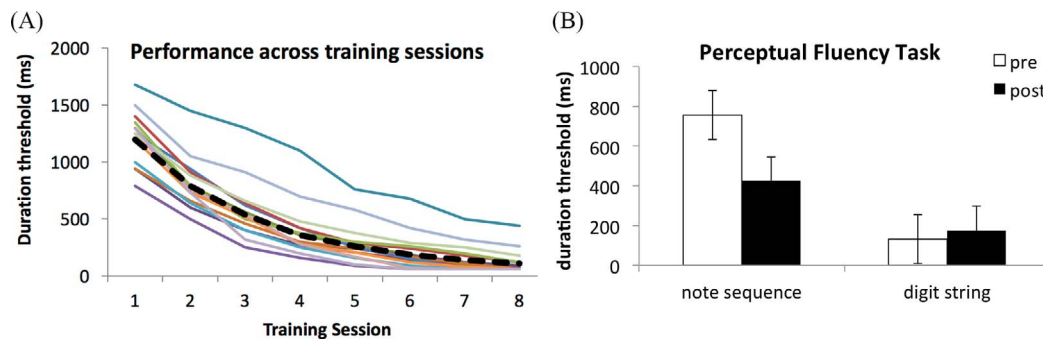 (A)
Performance across training sessions
Duration threshold (ms)
2000
1500
1000
500
0
1 2 3 4 5 6 7 8
Training Session
(B)
Perceptual Fluency Task
pre
post
duration threshold (ms)
1000
800
600
400
200
0
note sequence digit string